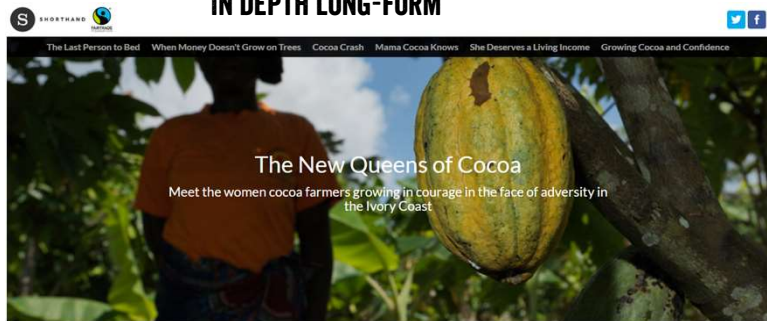 IN DEPTH LONG-FORM
S SHORTHAND FAIRTRADE
The Last Person to Bed When Money Doesn't Grow on Trees Cocoa Crash Mama Cocoa Knows She Deserves a Living Income Growing Cocoa and Confidence
The New Queens of Cocoa
Meet the women cocoa farmers growing in courage in the face of adversity in
the Ivory Coast